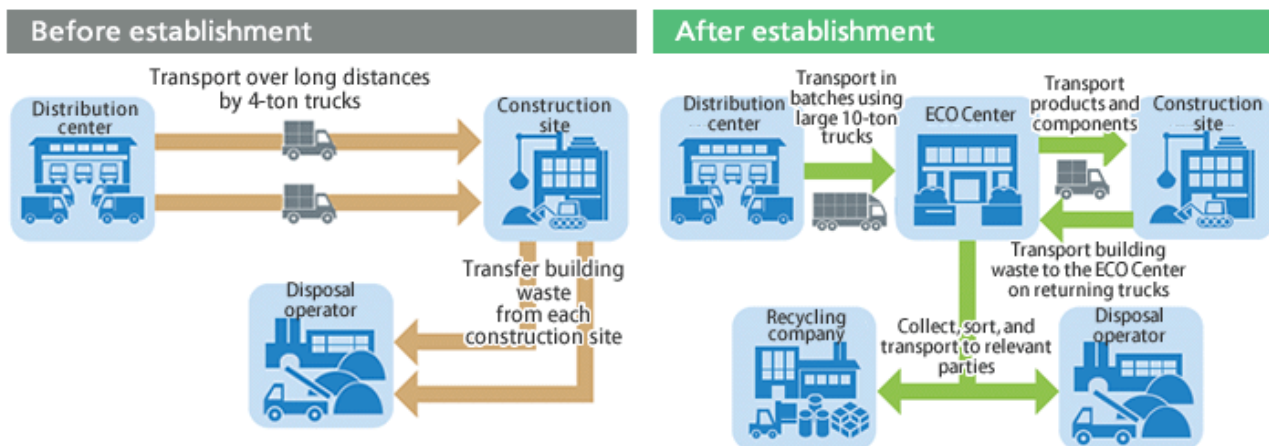 Before establishment
Transport over long distances
by 4-ton trucks
Distribution
center
Construction
site
Transfer building
waste
from each
construction site
Disposal
operator
After establishment
Distribution
center
Transport in
batches using
large 10-ton
trucks
ECO Center
Transport
products and
components
Construction
site
Transport building
waste to the ECO Center
on returning trucks
Recycling
company
Collect, sort, and
transport to relevant
parties
Disposal
operator